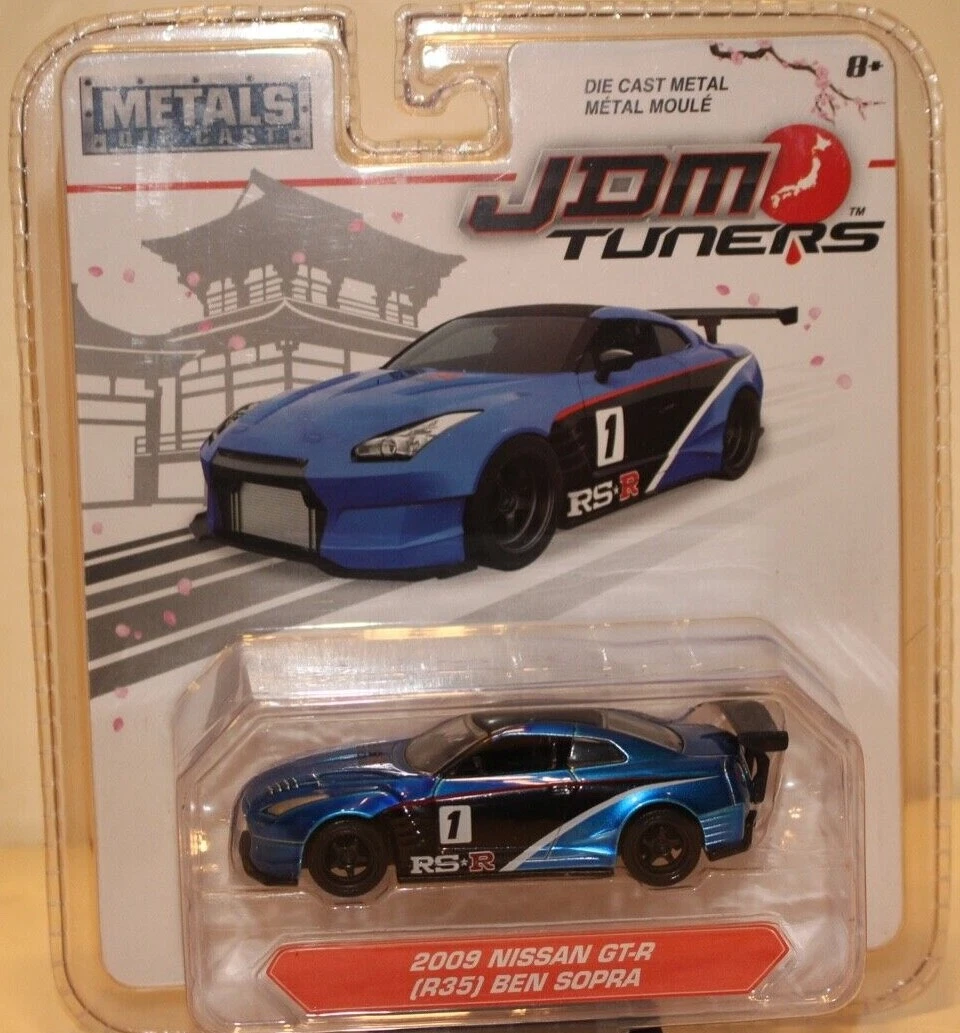 METALS
DIE CAST
DIE CAST METAL
MÉTAL MOULÉ
8+
JDM
TUNERS™
1
RS★R
1
RS★R
2009 NISSAN GT-R
(R35) BEN SOPRA